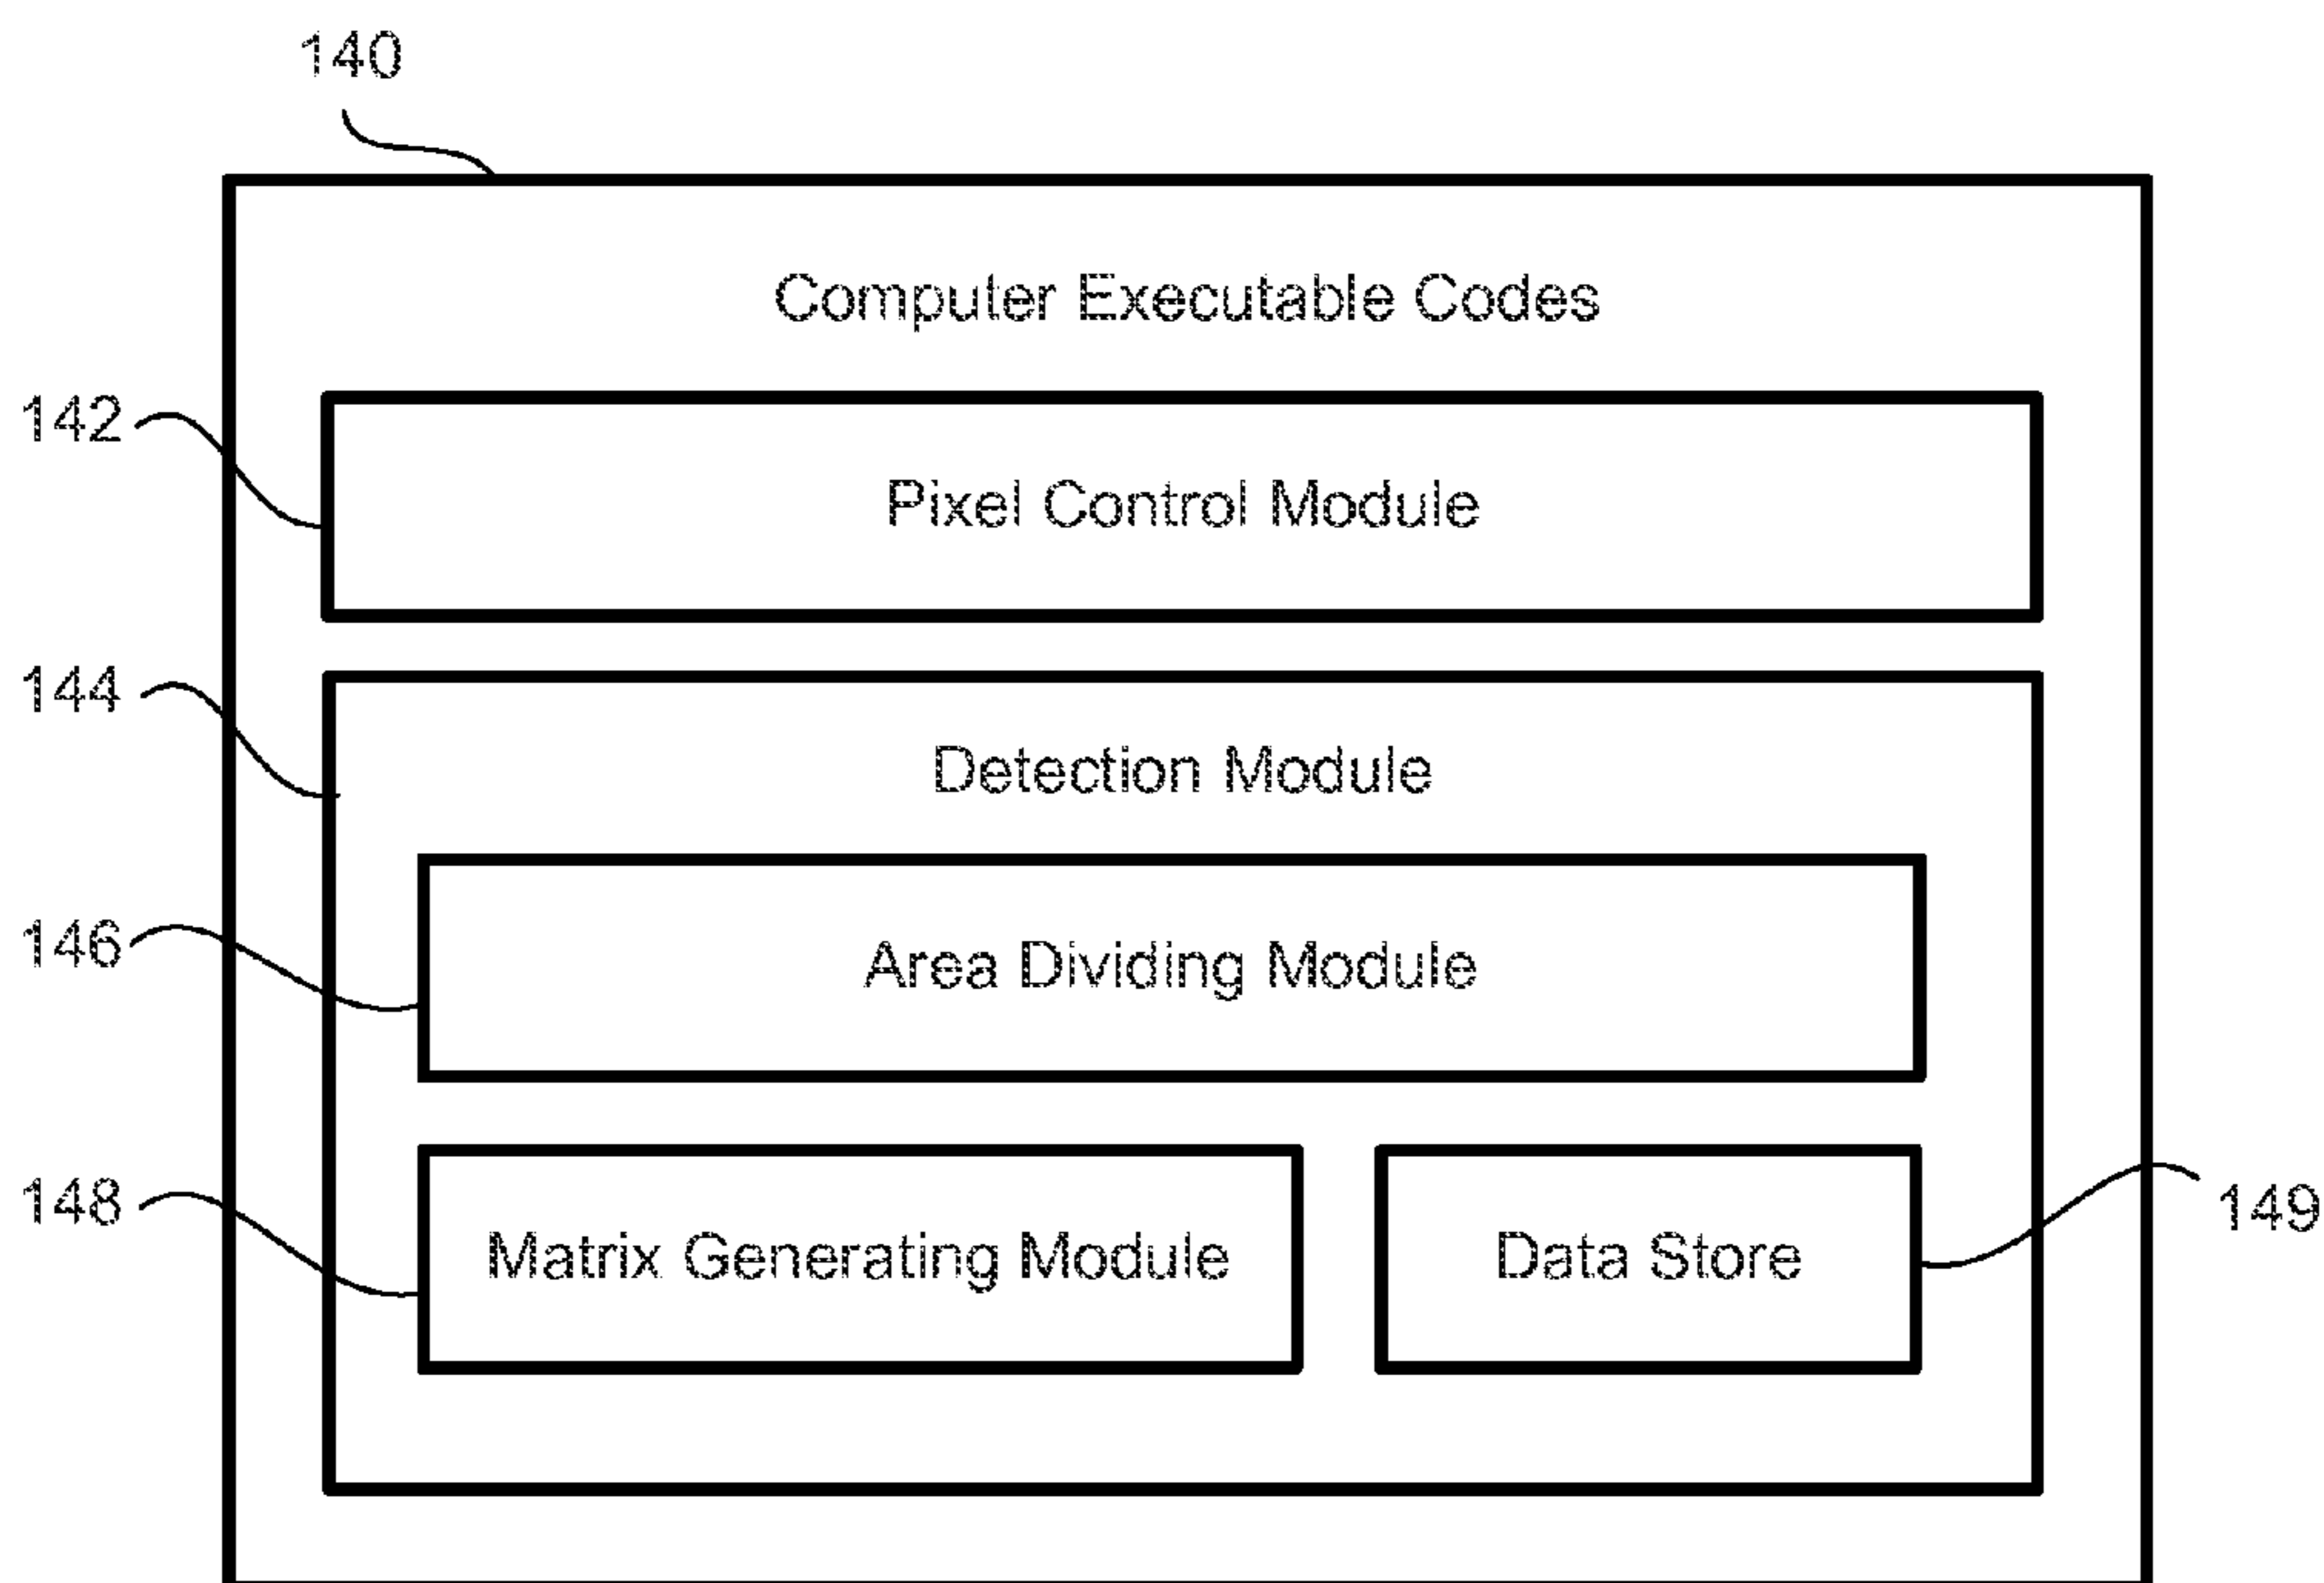 140
Computer Executable Codes
142
Pixel Control Module
144
Detection Module
146
Area Dividing Module
148
Matrix Generating Module
Data Store
149